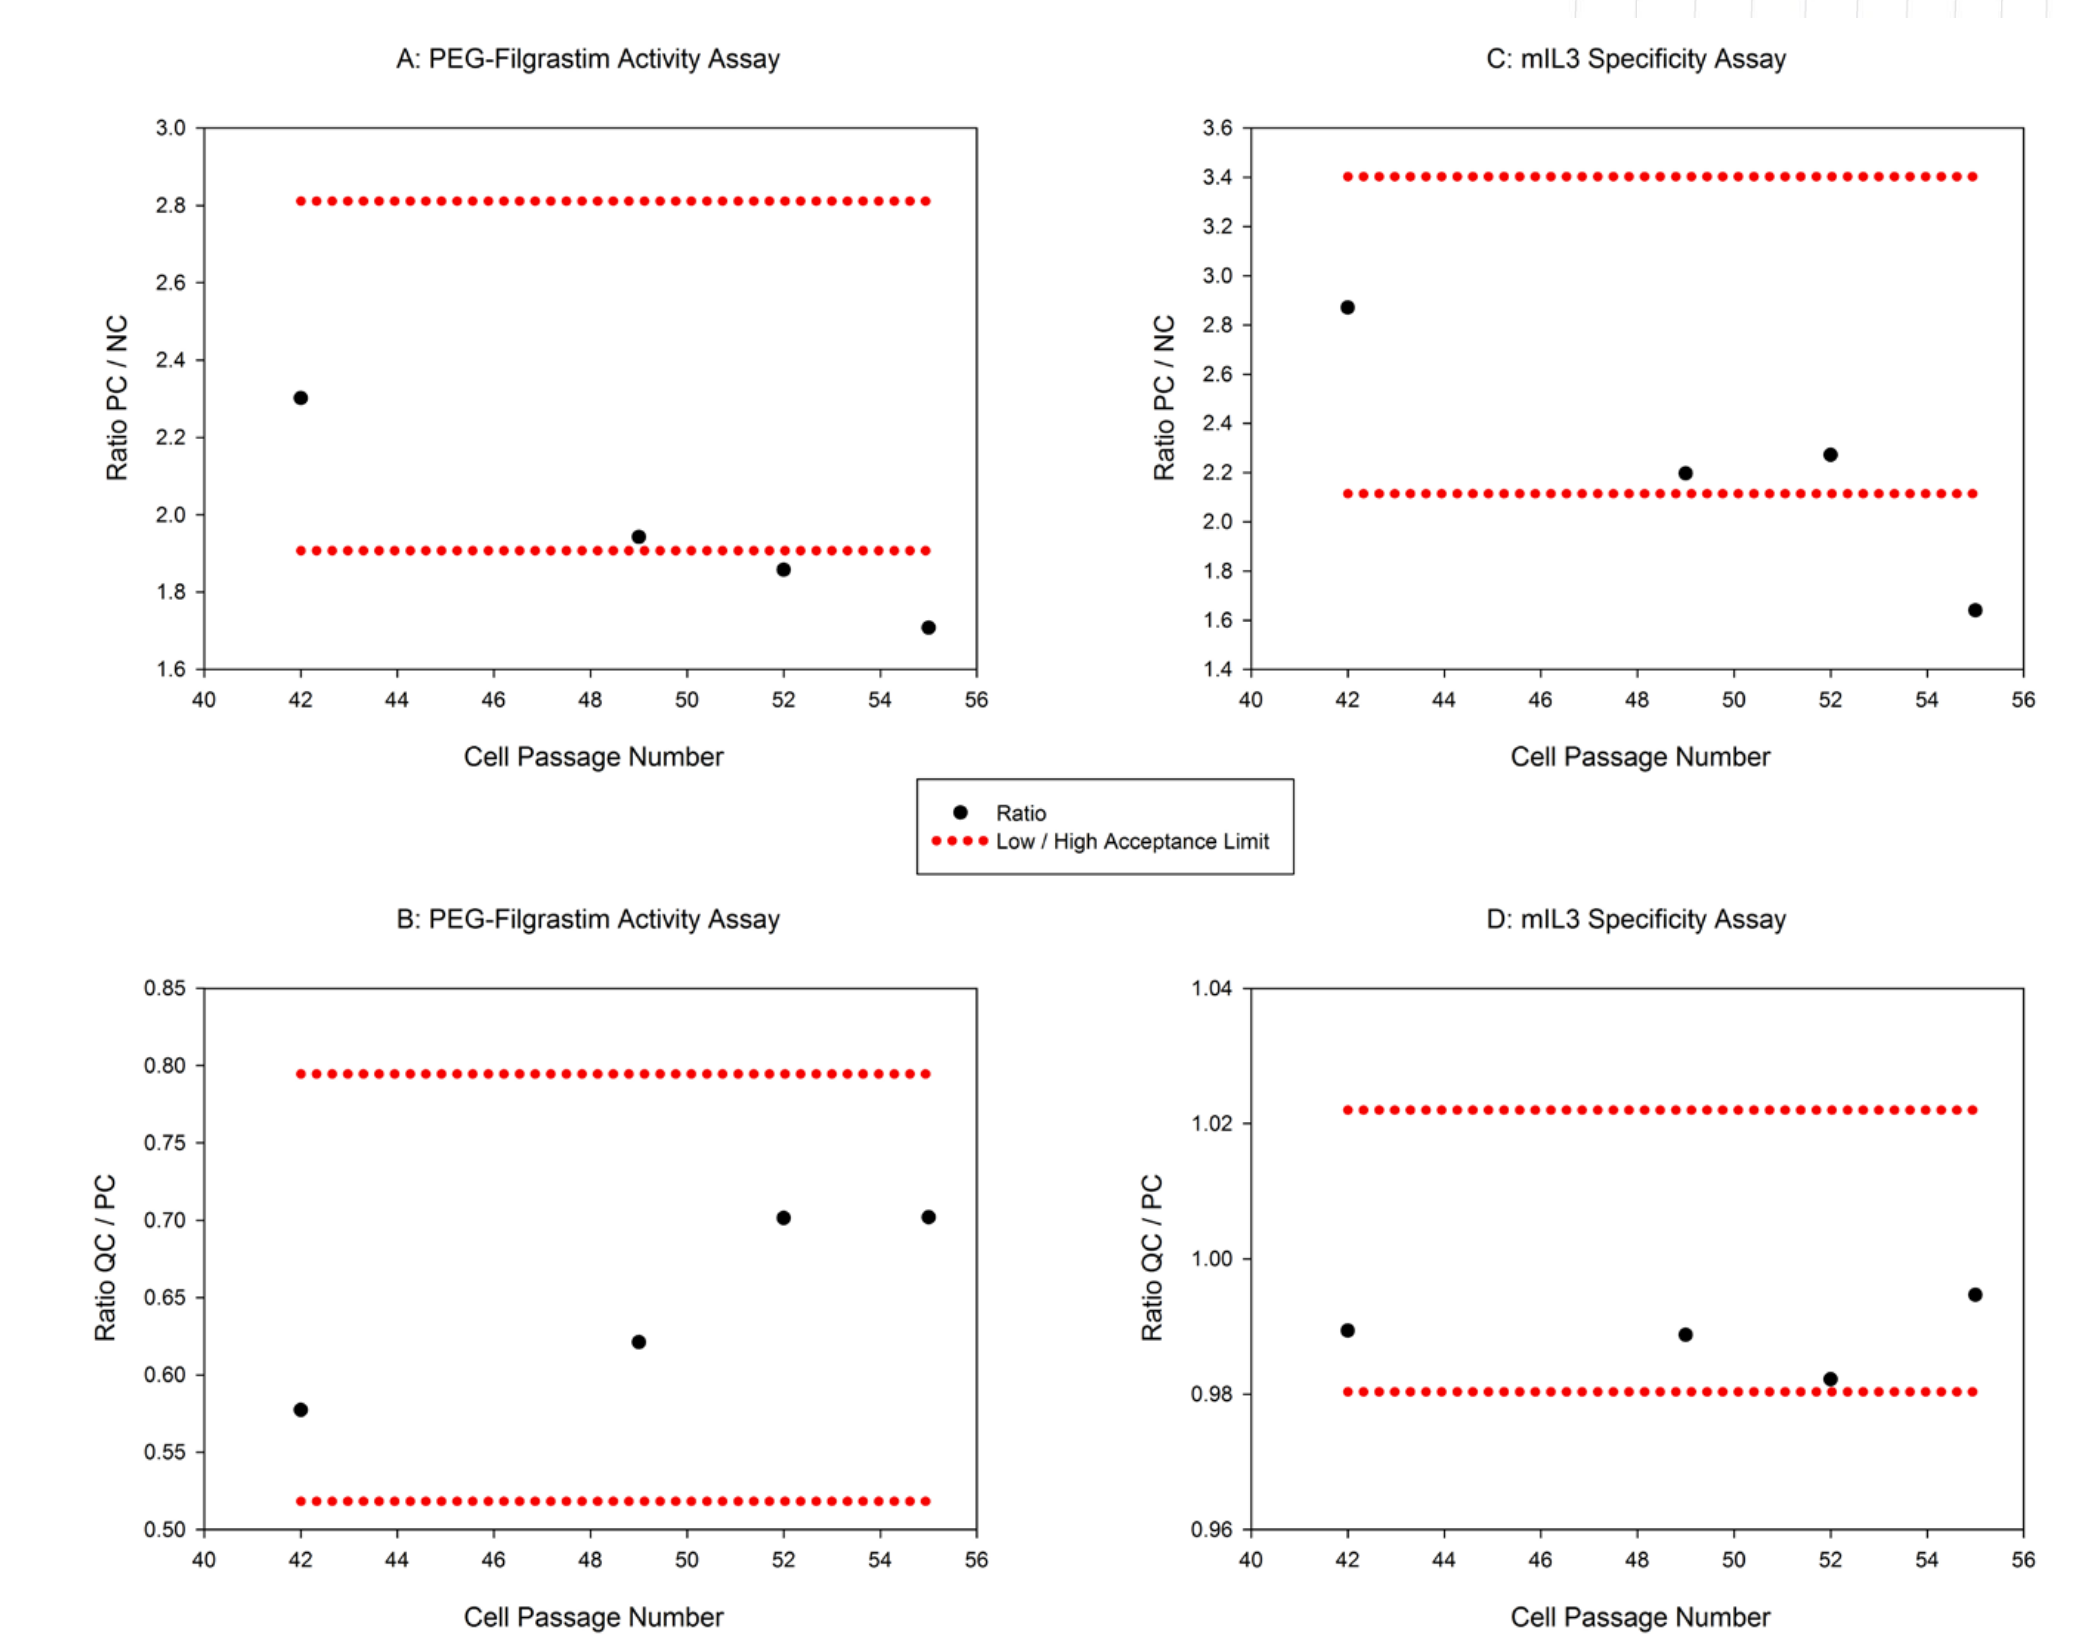 A: PEG-Filgrastim Activity Assay
3.0
2.8
2.6
2.4
2.2
2.0
1.8
1.6
Ratio PC / NC
40 42 44 46 48 50 52 54 56
Cell Passage Number
C: mIL3 Specificity Assay
3.6
3.4
3.2
3.0
2.8
2.6
2.4
2.2
2.0
1.8
1.6
1.4
Ratio PC / NC
40 42 44 46 48 50 52 54 56
Cell Passage Number
Ratio
Low / High Acceptance Limit
B: PEG-Filgrastim Activity Assay
0.85
0.80
0.75
0.70
0.65
0.60
0.55
0.50
Ratio QC / PC
40 42 44 46 48 50 52 54 56
Cell Passage Number
D: mIL3 Specificity Assay
1.04
1.02
1.00
0.98
0.96
Ratio QC / PC
40 42 44 46 48 50 52 54 56
Cell Passage Number